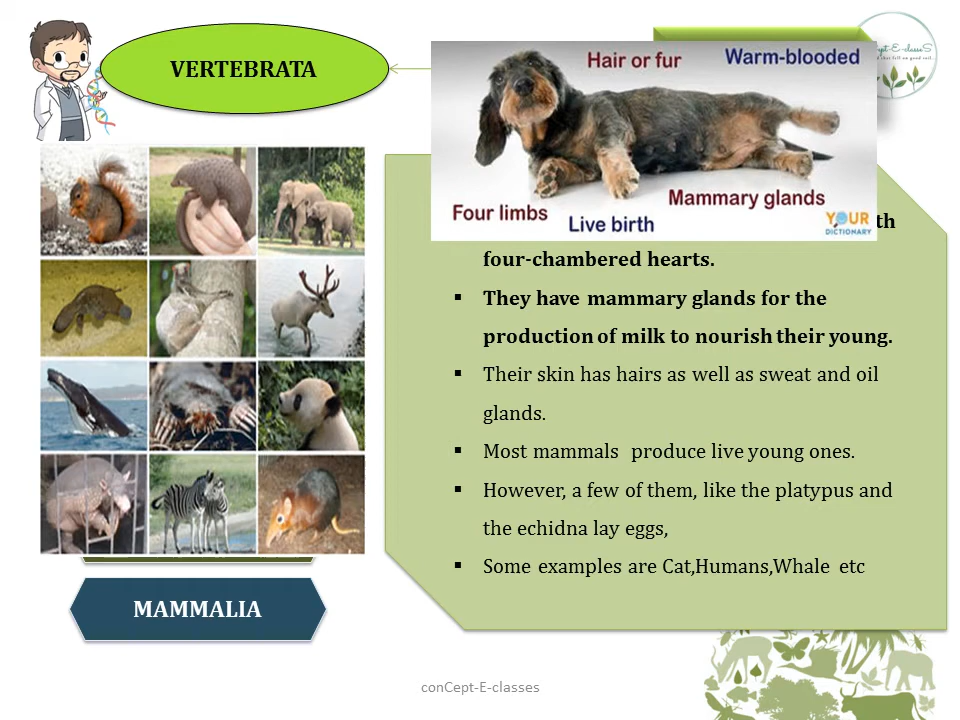 VERTEBRATA
Hair or fur
Warm-blooded
Four limbs
Mammary glands
Live birth
YOUR
DICTIONARY
four-chambered hearts.
▪ They have mammary glands for the
production of milk to nourish their young.
▪ Their skin has hairs as well as sweat and oil
glands.
▪ Most mammals produce live young ones.
▪ However, a few of them, like the platypus and
the echidna lay eggs,
▪ Some examples are Cat,Humans,Whale etc
MAMMALIA
conCept-E-classes